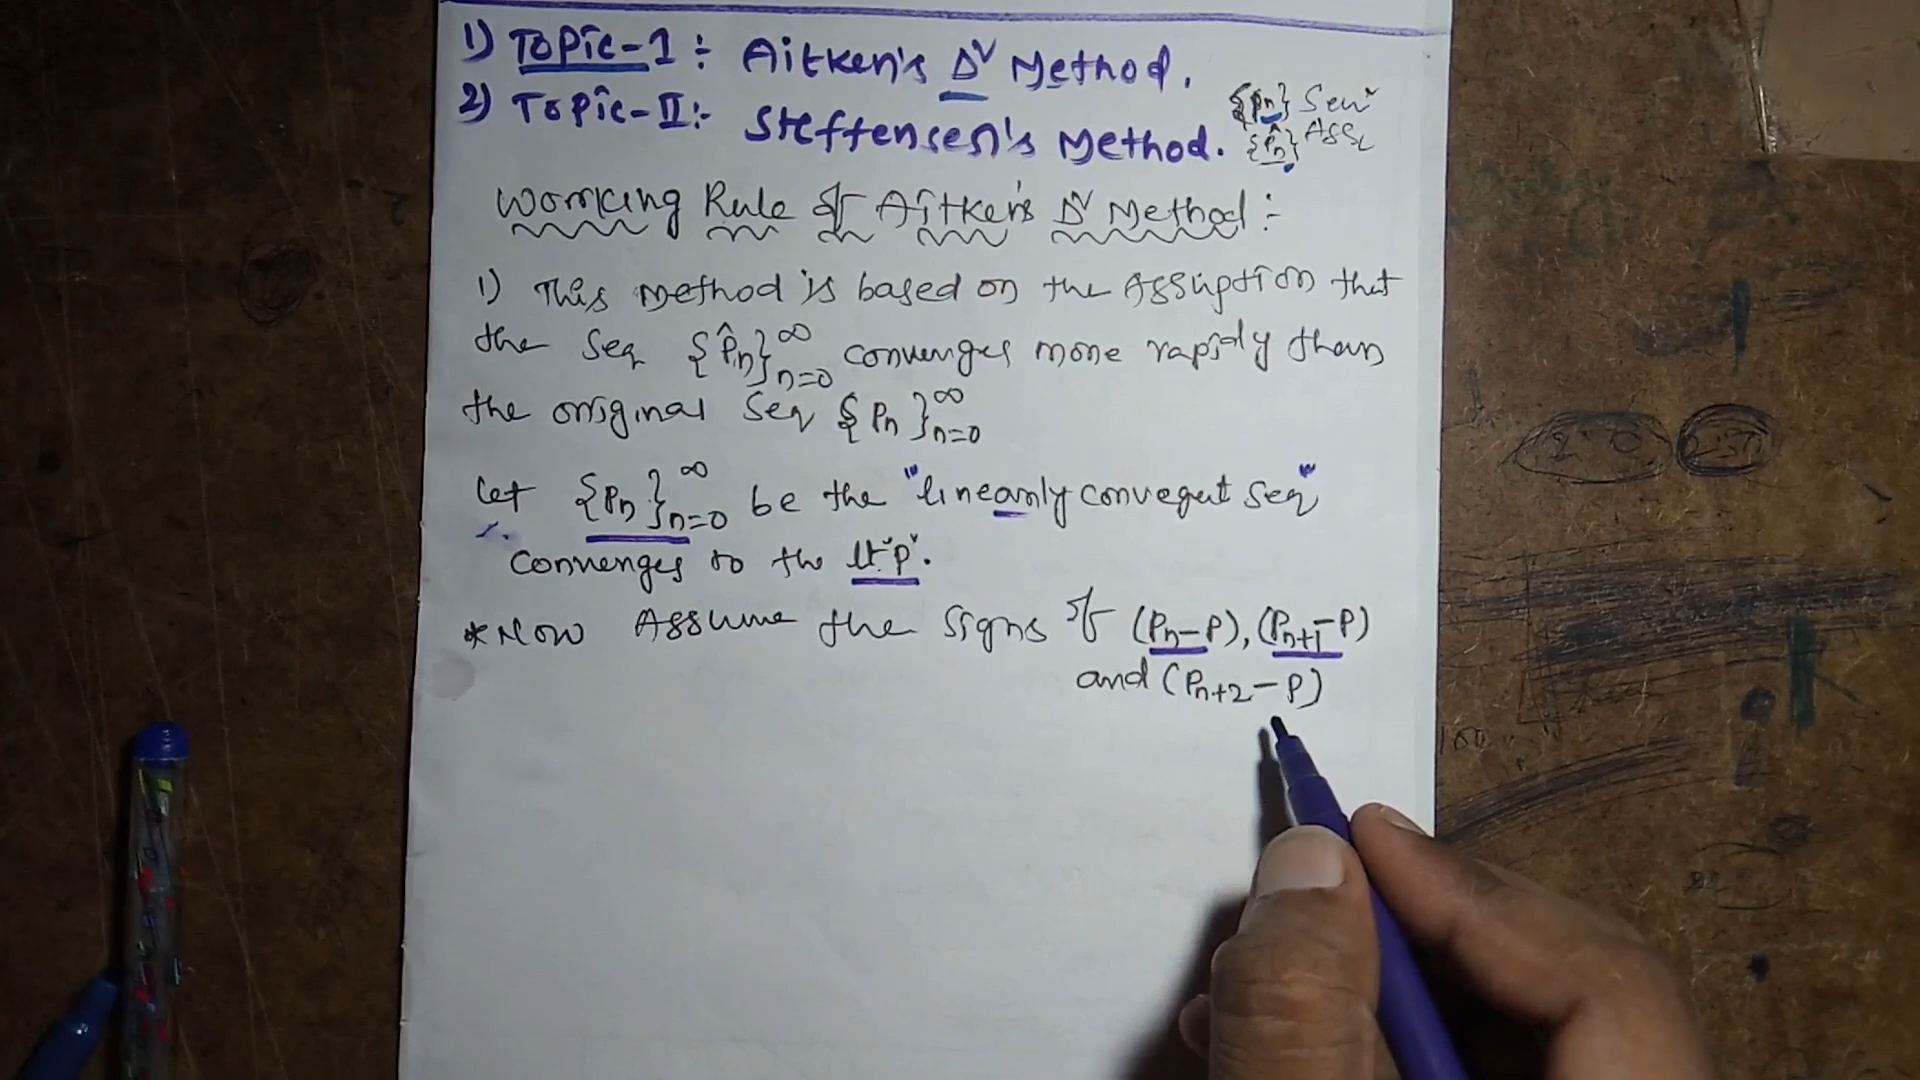 1) Topic-1: Aitken's Δ² Method.
2) Topic-II:- Steffensen's Method.
{Pn} Seq
{P̂n} Ass
Working Rule of Aitken's Δ² Method:-
1) This Method is based on the Assuption that
the Seq {P̂n}∞n=0 converges more rapidly than
the original Seq {Pn}∞n=0
Let {Pn}∞n=0 be the "linearly convegent Seq"
converges to the lt "p".
*Now Assume the signs of (Pn-P), (Pn+1-P)
and (Pn+2-P)